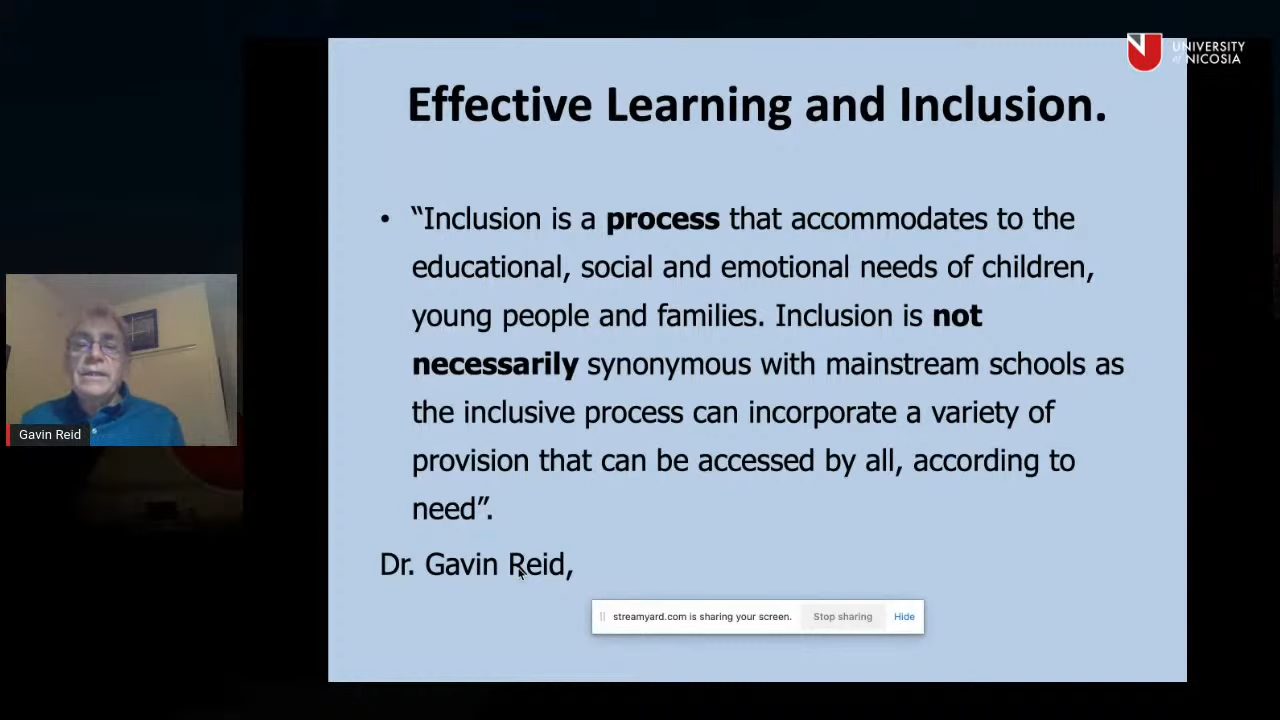 UNIVERSITY
of NICOSIA
Effective Learning and Inclusion.
• “Inclusion is a process that accommodates to the
educational, social and emotional needs of children,
young people and families. Inclusion is not
necessarily synonymous with mainstream schools as
the inclusive process can incorporate a variety of
provision that can be accessed by all, according to
need”.
Dr. Gavin Reid,
Gavin Reid
streamyard.com is sharing your screen. Stop sharing Hide